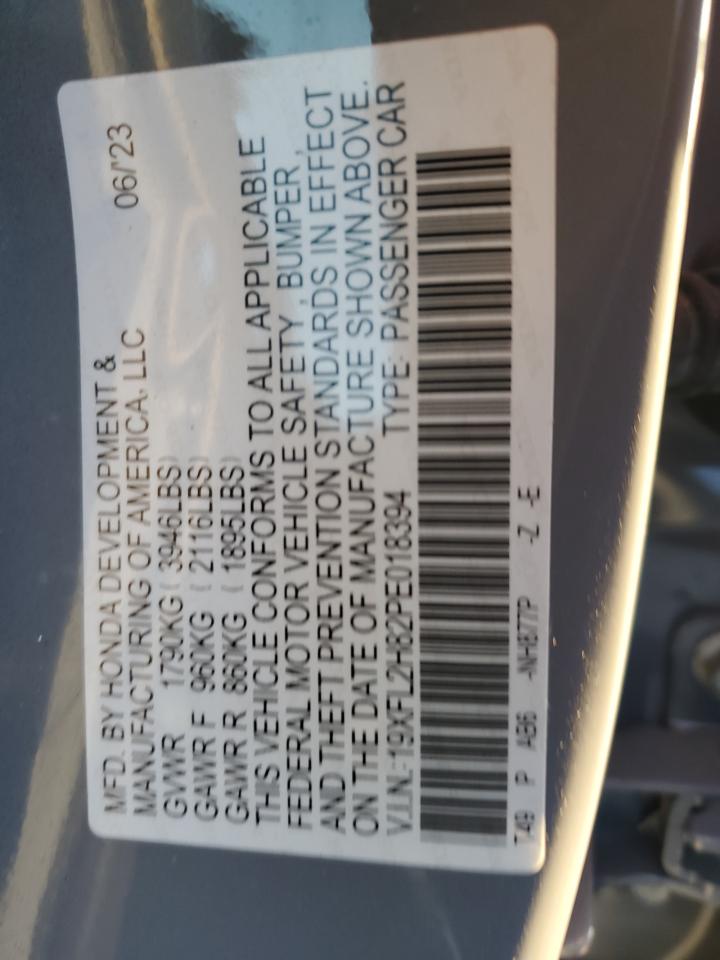 MFD. BY HONDA DEVELOPMENT &
MANUFACTURING OF AMERICA, LLC 06/'23
GVWR 1790KG ( 3946LBS)
GAWR F 960KG ( 2116LBS)
GAWR R 860KG ( 1895LBS)
THIS VEHICLE CONFORMS TO ALL APPLICABLE
FEDERAL MOTOR VEHICLE SAFETY , BUMPER ,
AND THEFT PREVENTION STANDARDS IN EFFECT
ON THE DATE OF MANUFACTURE SHOWN ABOVE.
V.I.N.: 19XFL2H82PE018394 TYPE: PASSENGER CAR
T49 P AB6 -NH877P -Z -E